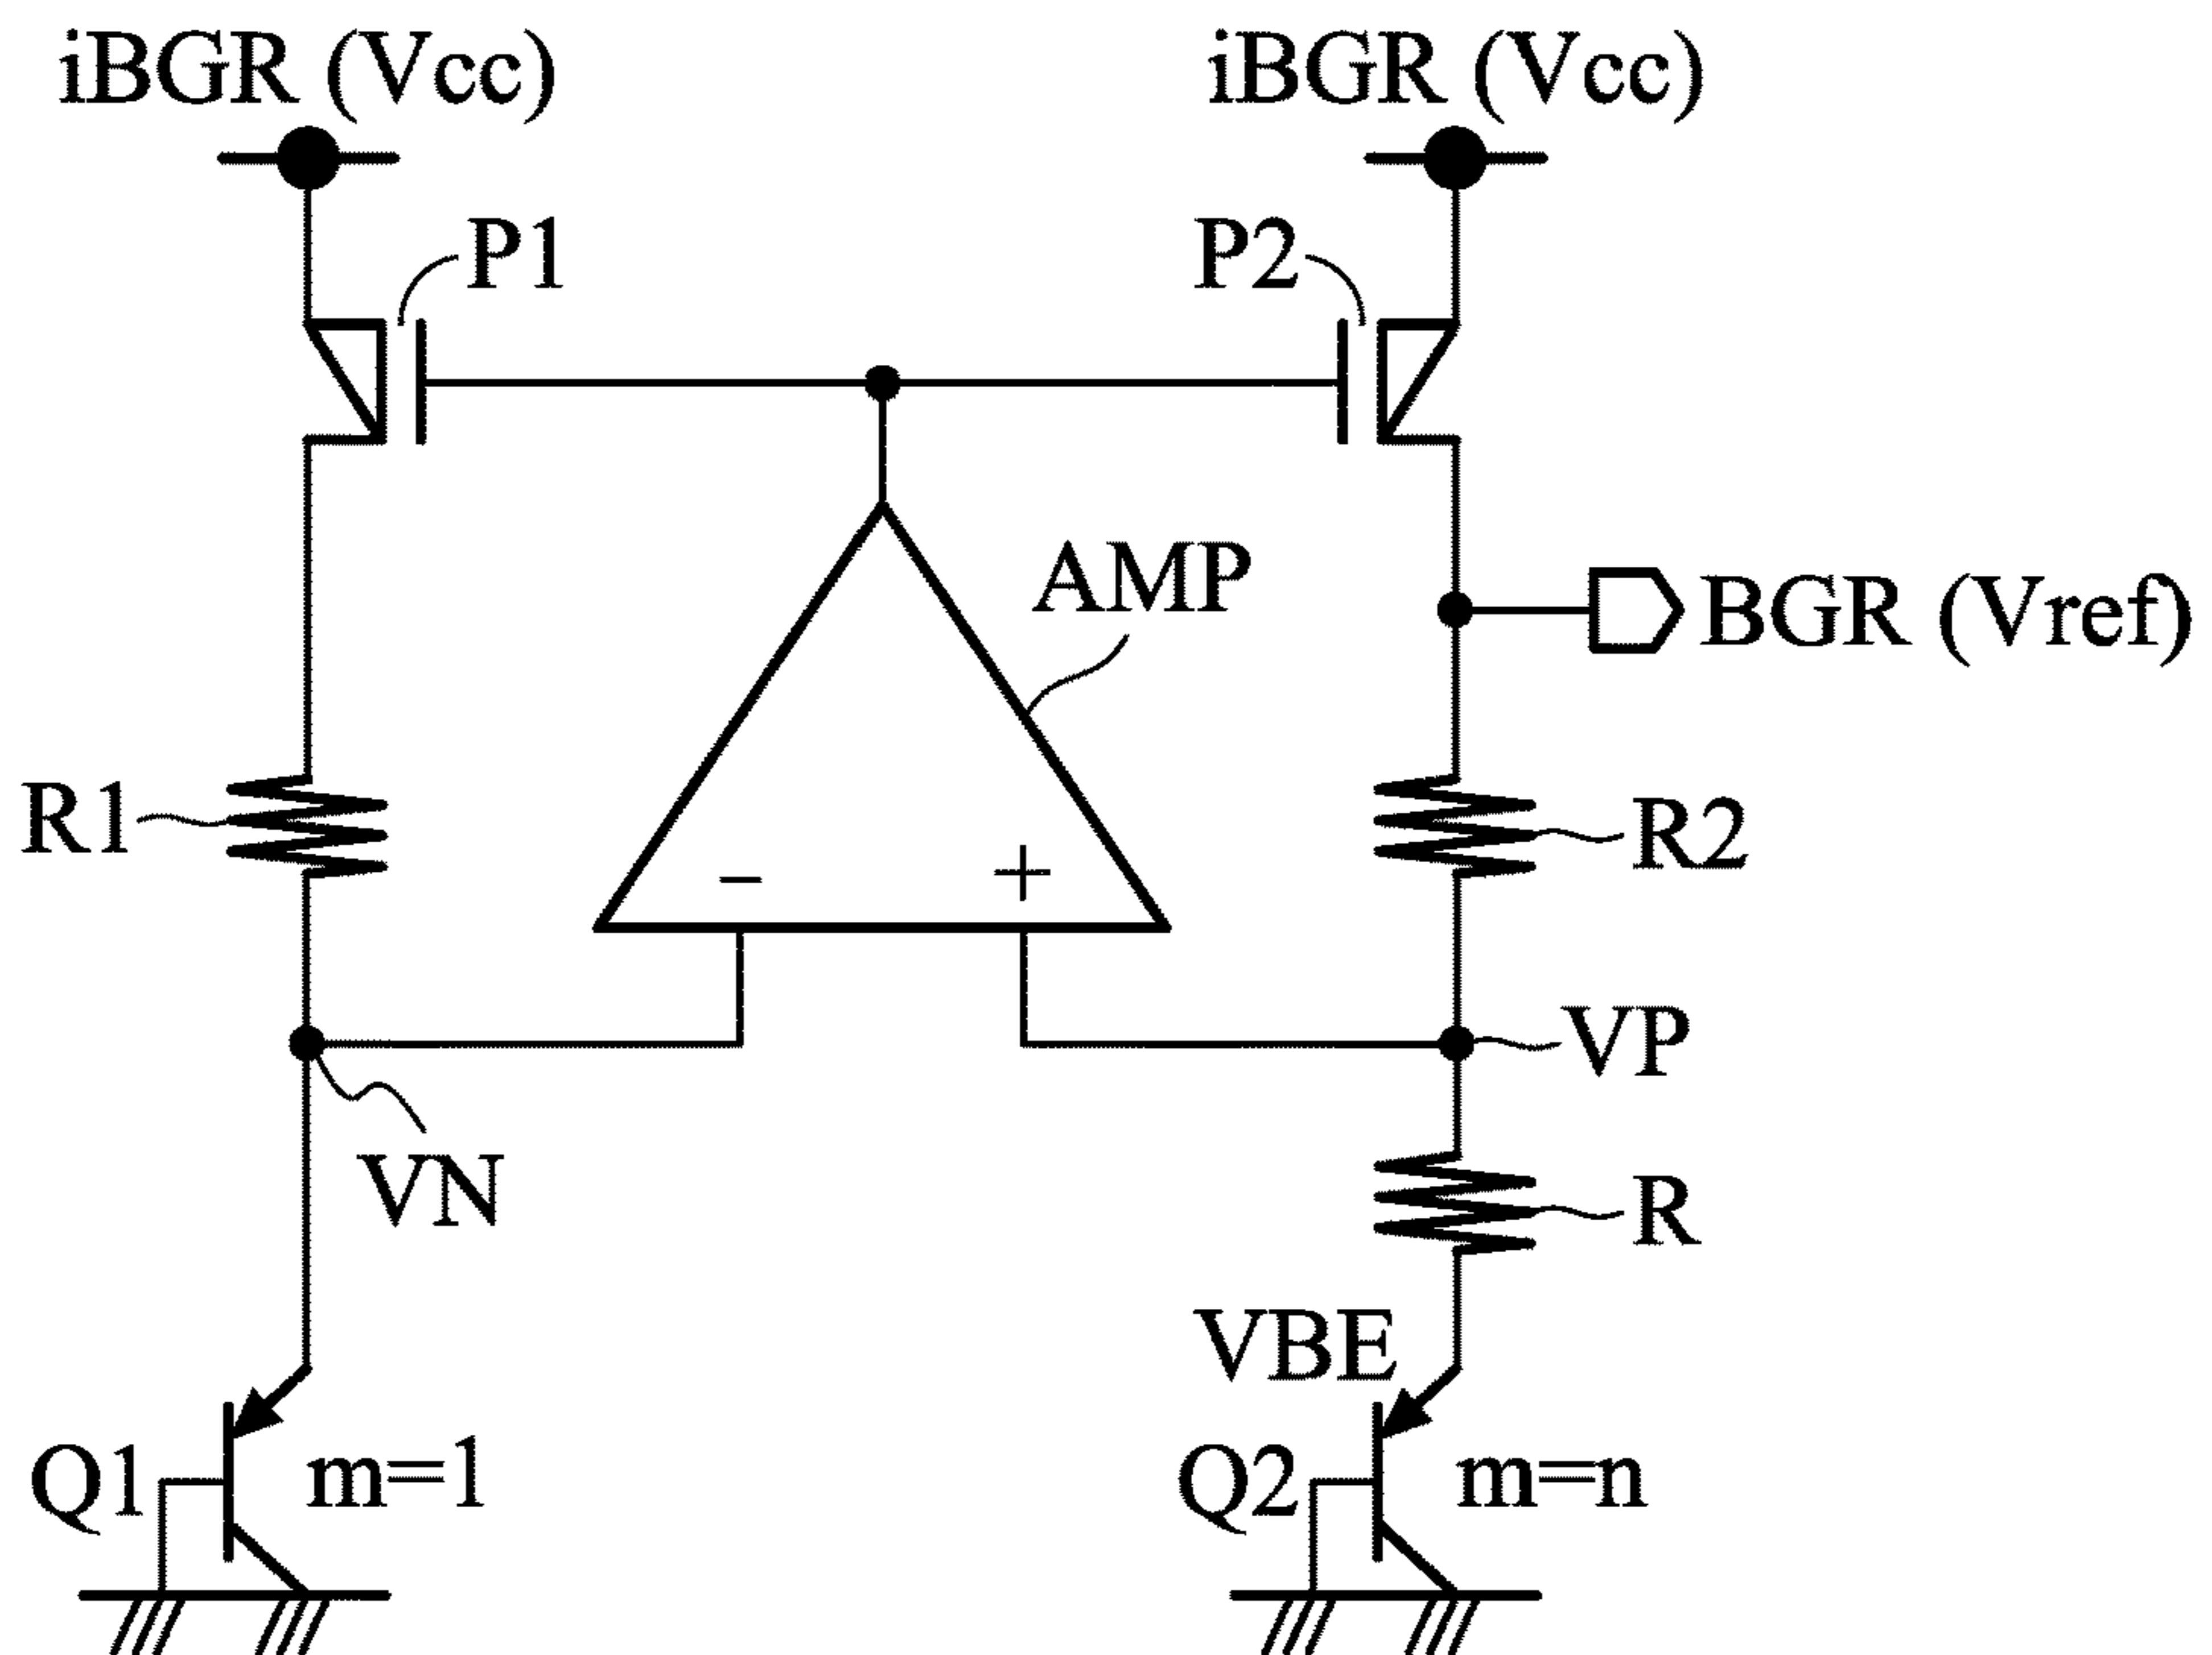 iBGR (Vcc)
iBGR (Vcc)
P1
P2
AMP
BGR (Vref)
R1
R2
−
+
VP
VN
R
VBE
Q1
m=1
Q2
m=n